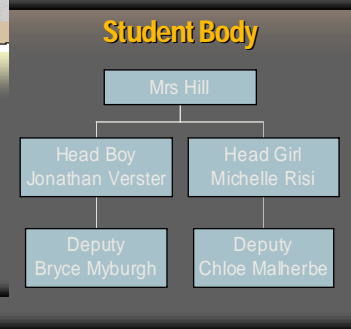 Student Body
Mrs Hill
Head Boy
Jonathan Verster
Head Girl
Michelle Risi
Deputy
Bryce Myburgh
Deputy
Chloe Malherbe